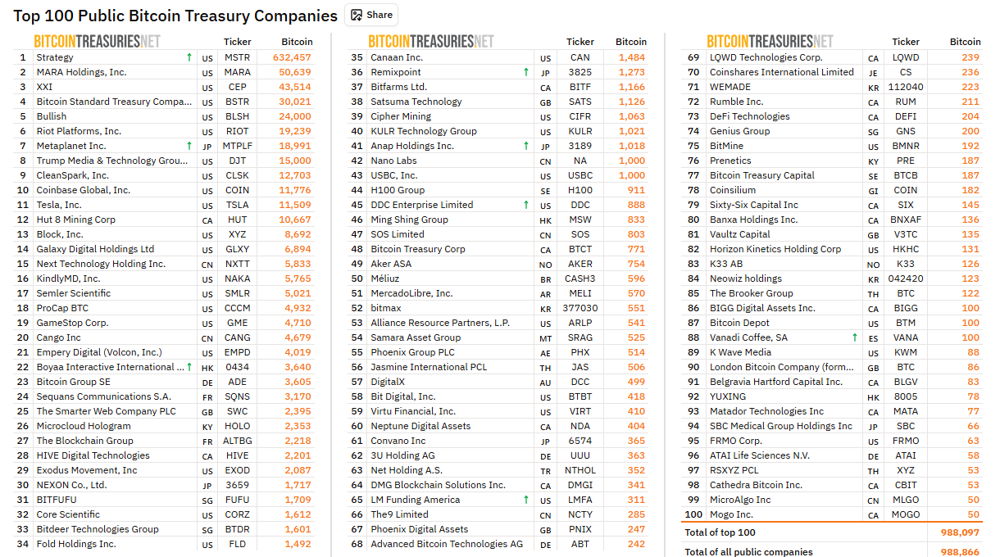 Top 100 Public Bitcoin Treasury Companies Share
BITCOINTREASURIES.NET Ticker Bitcoin
1 Strategy ↑ US MSTR 632,457
2 MARA Holdings, Inc. US MARA 50,639
3 XXI US CEP 43,514
4 Bitcoin Standard Treasury Compa... US BSTR 30,021
5 Bullish US BLSH 24,000
6 Riot Platforms, Inc. US RIOT 19,239
7 Metaplanet Inc. ↑ JP MTPLF 18,991
8 Trump Media & Technology Grou... US DJT 15,000
9 CleanSpark, Inc. US CLSK 12,703
10 Coinbase Global, Inc. US COIN 11,776
11 Tesla, Inc. US TSLA 11,509
12 Hut 8 Mining Corp CA HUT 10,667
13 Block, Inc. US XYZ 8,692
14 Galaxy Digital Holdings Ltd US GLXY 6,894
15 Next Technology Holding Inc. CN NXTT 5,833
16 KindlyMD, Inc. US NAKA 5,765
17 Semler Scientific US SMLR 5,021
18 ProCap BTC US CCCM 4,932
19 GameStop Corp. US GME 4,710
20 Cango Inc CN CANG 4,679
21 Empery Digital (Volcon, Inc.) US EMPD 4,019
22 Boyaa Interactive International ... ↑ HK 0434 3,640
23 Bitcoin Group SE DE ADE 3,605
24 Sequans Communications S.A. FR SQNS 3,170
25 The Smarter Web Company PLC GB SWC 2,395
26 Microcloud Hologram KY HOLO 2,353
27 The Blockchain Group FR ALTBG 2,218
28 HIVE Digital Technologies CA HIVE 2,201
29 Exodus Movement, Inc US EXOD 2,087
30 NEXON Co., Ltd. JP 3659 1,717
31 BITFUFU SG FUFU 1,709
32 Core Scientific US CORZ 1,612
33 Bitdeer Technologies Group SG BTDR 1,601
34 Fold Holdings Inc. US FLD 1,492
BITCOINTREASURIES.NET Ticker Bitcoin
35 Canaan Inc. US CAN 1,484
36 Remixpoint ↑ JP 3825 1,273
37 Bitfarms Ltd. CA BITF 1,166
38 Satsuma Technology GB SATS 1,126
39 Cipher Mining US CIFR 1,063
40 KULR Technology Group US KULR 1,021
41 Anap Holdings Inc. ↑ JP 3189 1,018
42 Nano Labs CN NA 1,000
43 USBC, Inc. US USBC 1,000
44 H100 Group SE H100 911
45 DDC Enterprise Limited ↑ US DDC 888
46 Ming Shing Group HK MSW 833
47 SOS Limited CN SOS 803
48 Bitcoin Treasury Corp CA BTCT 771
49 Aker ASA NO AKER 754
50 Méliuz BR CASH3 596
51 MercadoLibre, Inc. AR MELI 570
52 bitmax KR 377030 551
53 Alliance Resource Partners, L.P. US ARLP 541
54 Samara Asset Group MT SRAG 525
55 Phoenix Group PLC AE PHX 514
56 Jasmine International PCL TH JAS 506
57 DigitalX AU DCC 499
58 Bit Digital, Inc. US BTBT 418
59 Virtu Financial, Inc. US VIRT 410
60 Neptune Digital Assets CA NDA 404
61 Convano Inc JP 6574 365
62 3U Holding AG DE UUU 363
63 Net Holding A.S. TR NTHOL 352
64 DMG Blockchain Solutions Inc. CA DMGI 341
65 LM Funding America ↑ US LMFA 311
66 The9 Limited CN NCTY 285
67 Phoenix Digital Assets GB PNIX 247
68 Advanced Bitcoin Technologies AG DE ABT 242
BITCOINTREASURIES.NET Ticker Bitcoin
69 LQWD Technologies Corp. CA LQWD 239
70 Coinshares International Limited JE CS 236
71 WEMADE KR 112040 223
72 Rumble Inc. CA RUM 211
73 DeFi Technologies CA DEFI 204
74 Genius Group SG GNS 200
75 BitMine US BMNR 192
76 Prenetics KY PRE 187
77 Bitcoin Treasury Capital SE BTCB 187
78 Coinsilium GI COIN 182
79 Sixty-Six Capital Inc CA SIX 145
80 Banxa Holdings Inc. CA BNXAF 136
81 Vaultz Capital GB V3TC 135
82 Horizon Kinetics Holding Corp US HKHC 131
83 K33 AB NO K33 126
84 Neowiz holdings KR 042420 123
85 The Brooker Group TH BTC 122
86 BIGG Digital Assets Inc. CA BIGG 100
87 Bitcoin Depot US BTM 100
88 Vanadi Coffee, SA ↑ ES VANA 100
89 K Wave Media US KWM 88
90 London Bitcoin Company (form... GB BTC 86
91 Belgravia Hartford Capital Inc. CA BLGV 83
92 YUXING HK 8005 78
93 Matador Technologies Inc CA MATA 77
94 SBC Medical Group Holdings Inc JP SBC 66
95 FRMO Corp. US FRMO 63
96 ATAI Life Sciences N.V. DE ATAI 58
97 RSXYZ PCL TH XYZ 53
98 Cathedra Bitcoin Inc. CA CBIT 53
99 MicroAlgo Inc CN MLGO 50
100 Mogo Inc. CA MOGO 50
Total of top 100 988,097
Total of all public companies 988,866